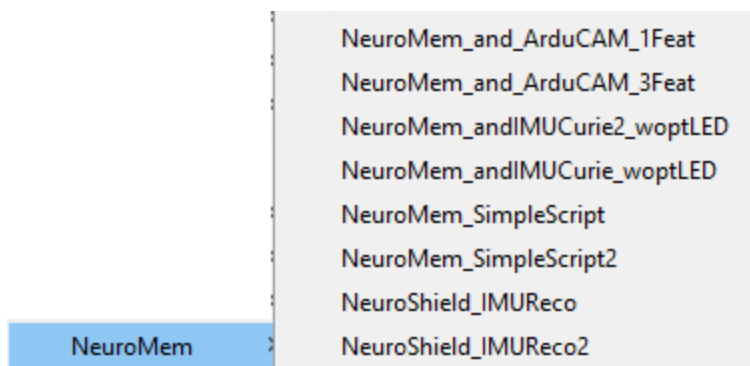 NeuroMem_and_ArduCAM_1Feat
NeuroMem_and_ArduCAM_3Feat
NeuroMem_andIMUCurie2_woptLED
NeuroMem_andIMUCurie_woptLED
NeuroMem_SimpleScript
NeuroMem_SimpleScript2
NeuroShield_IMUReco
NeuroMem
NeuroShield_IMUReco2